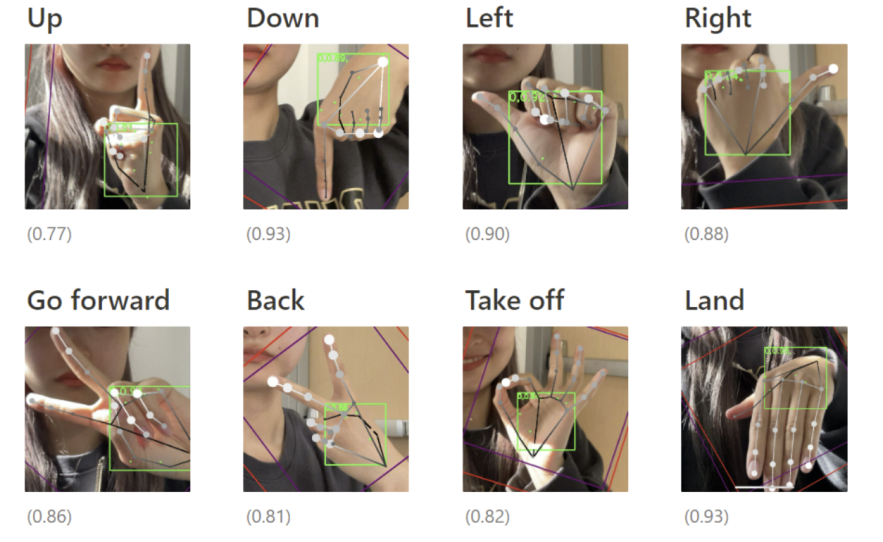 Up
Down
Left
Right
(0.77)
(0.93)
(0.90)
(0.88)
Go forward
Back
Take off
Land
(0.86)
(0.81)
(0.82)
(0.93)